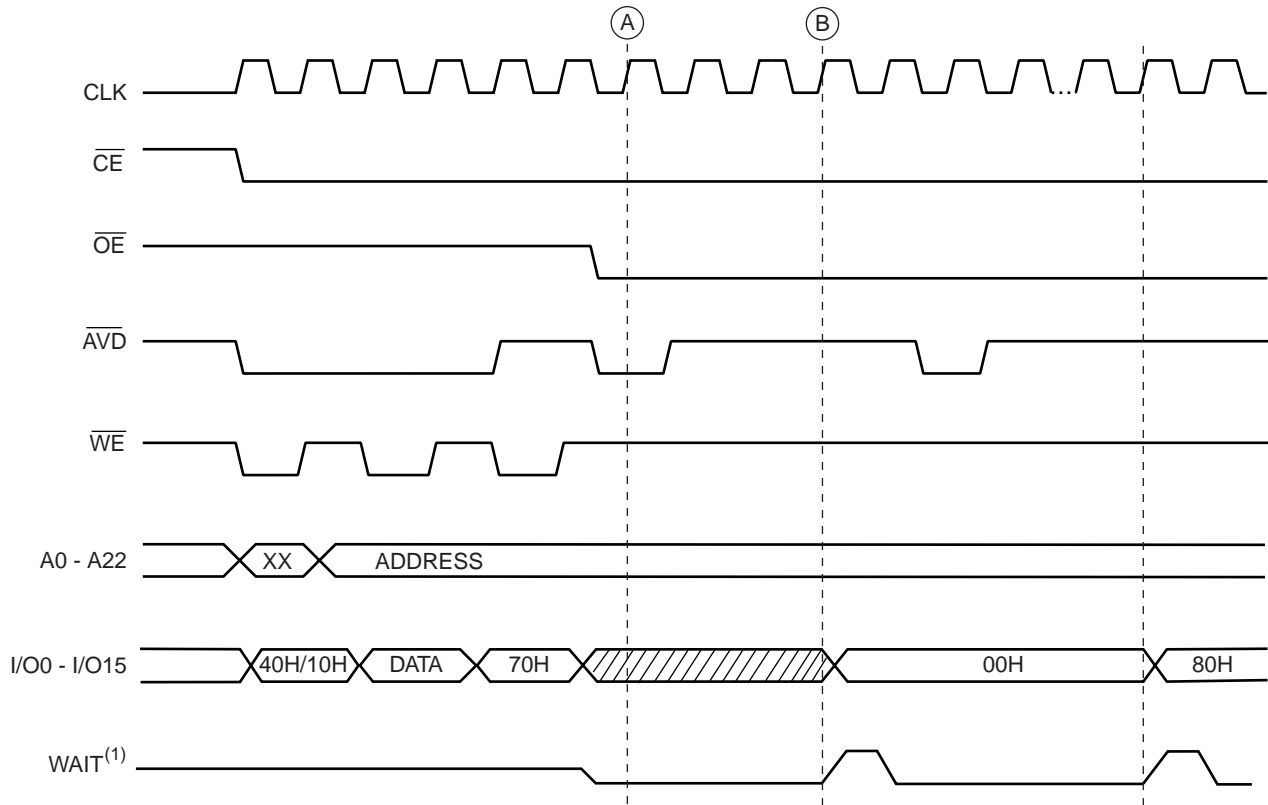 A B
CLK
..
CE
OE
AVD
WE
A0 - A22 XX ADDRESS
I/O0 - I/O15 40H/10H DATA 70H 00H 80H
WAIT(1)